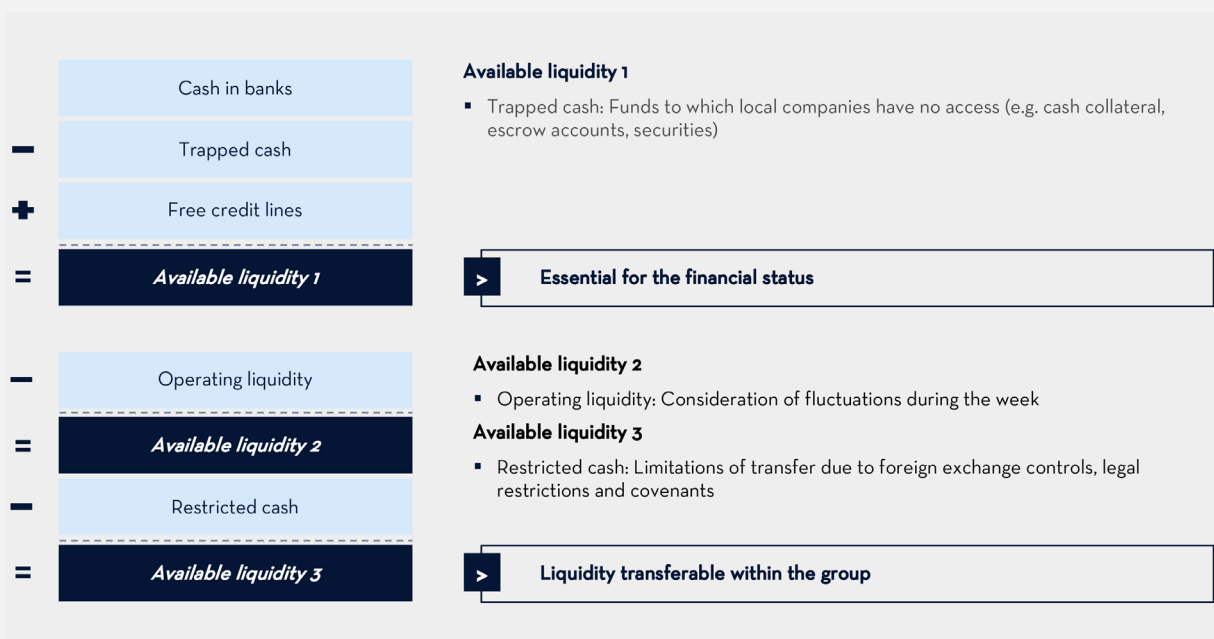 Cash in banks
− Trapped cash
+ Free credit lines
= Available liquidity 1
Available liquidity 1
▪ Trapped cash: Funds to which local companies have no access (e.g. cash collateral,
escrow accounts, securities)
> Essential for the financial status
− Operating liquidity
= Available liquidity 2
− Restricted cash
= Available liquidity 3
Available liquidity 2
▪ Operating liquidity: Consideration of fluctuations during the week
Available liquidity 3
▪ Restricted cash: Limitations of transfer due to foreign exchange controls, legal
restrictions and covenants
> Liquidity transferable within the group